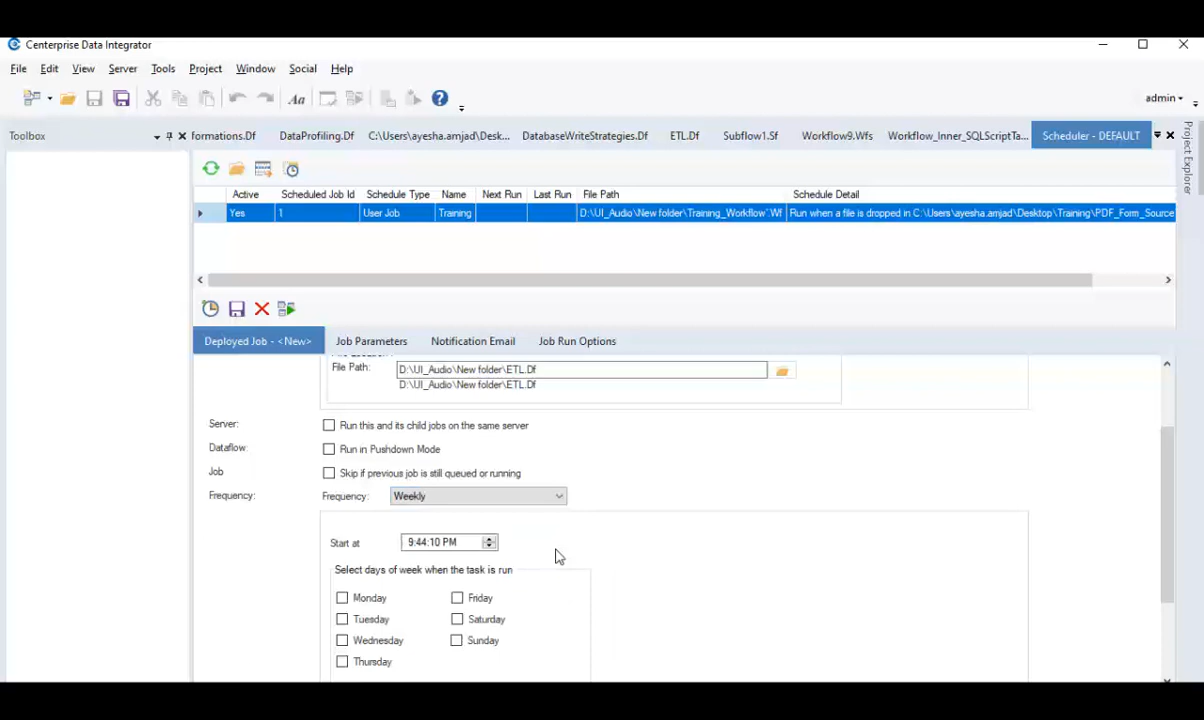 Centerprise Data Integrator
File Edit View Server Tools Project Window Social Help
Aa admin
Toolbox formations.Df DataProfiling.Df C:\Users\ayesha.amjad\Desk... DatabaseWriteStrategies.Df ETL.Df Subflow1.Sf Workflow9.Wfs Workflow_Inner_SQLScriptTa... Scheduler - DEFAULT
Project Explorer
Active Scheduled Job Id Schedule Type Name Next Run Last Run File Path Schedule Detail
Yes 1 User Job Training D:\UI_Audio\New folder\Training_Workflow`.Wf Run when a file is dropped in C:\Users\ayesha.amjad\Desktop\Training\PDF_Form_Source
Deployed Job - <New> Job Parameters Notification Email Job Run Options
File Location
File Path: D:\UI_Audio\New folder\ETL.Df
D:\UI_Audio\New folder\ETL.Df
Server: Run this and its child jobs on the same server
Dataflow: Run in Pushdown Mode
Job Skip if previous job is still queued or running
Frequency: Frequency: Weekly
Start at 9:44:10 PM
Select days of week when the task is run
Monday Friday
Tuesday Saturday
Wednesday Sunday
Thursday